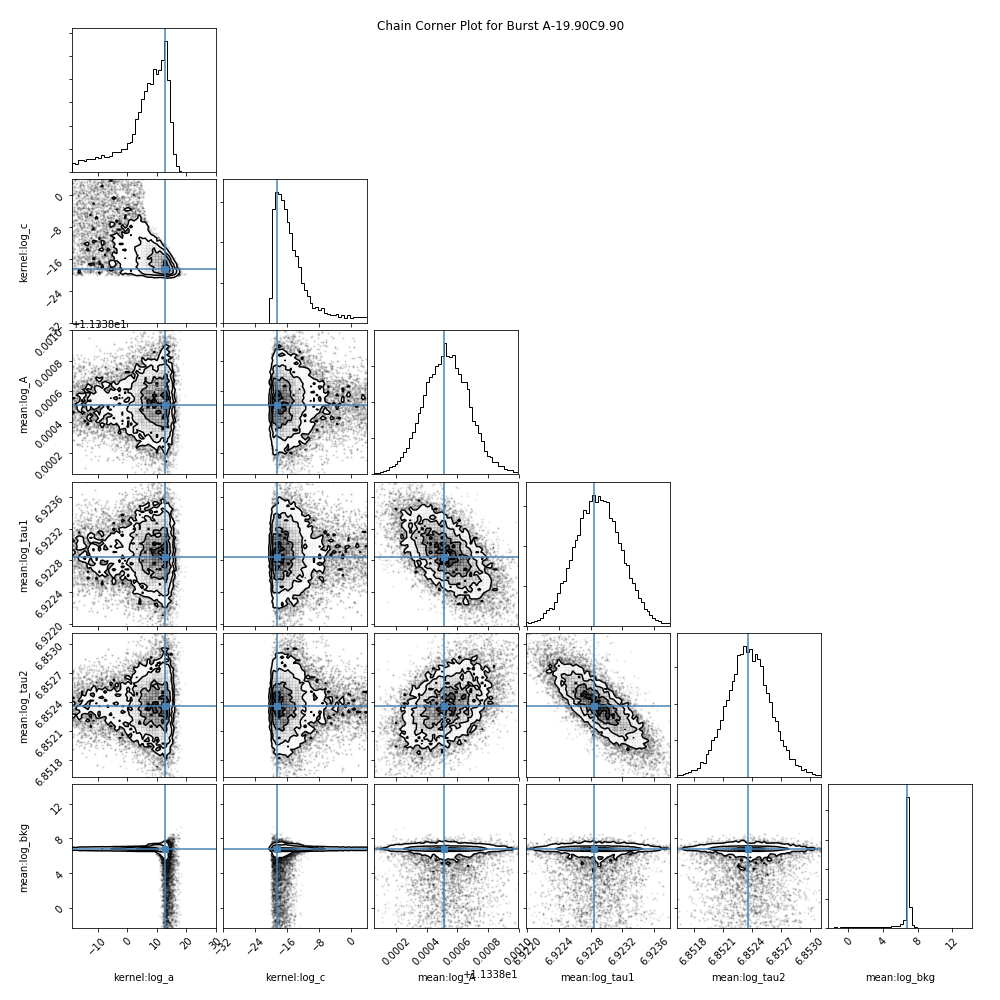 Chain Corner Plot for Burst A-19.90C9.90
kernel:log_c
0
−8
−16
−24
−32
+1.1338e1
mean:log_A
0.0010
0.0008
0.0006
0.0004
0.0002
mean:log_tau1
6.9236
6.9232
6.9228
6.9224
6.9220
mean:log_tau2
6.8530
6.8527
6.8524
6.8521
6.8518
mean:log_bkg
12
8
4
0
−10 0 10 20 30
−32 −24 −16 −8 0
0.0002 0.0004 0.0006 0.0008 0.0010
6.9220 6.9224 6.9228 6.9232 6.9236
6.8518 6.8521 6.8524 6.8527 6.8530
0 4 8 12
+1.1338e1
kernel:log_a kernel:log_c mean:log_A mean:log_tau1 mean:log_tau2 mean:log_bkg